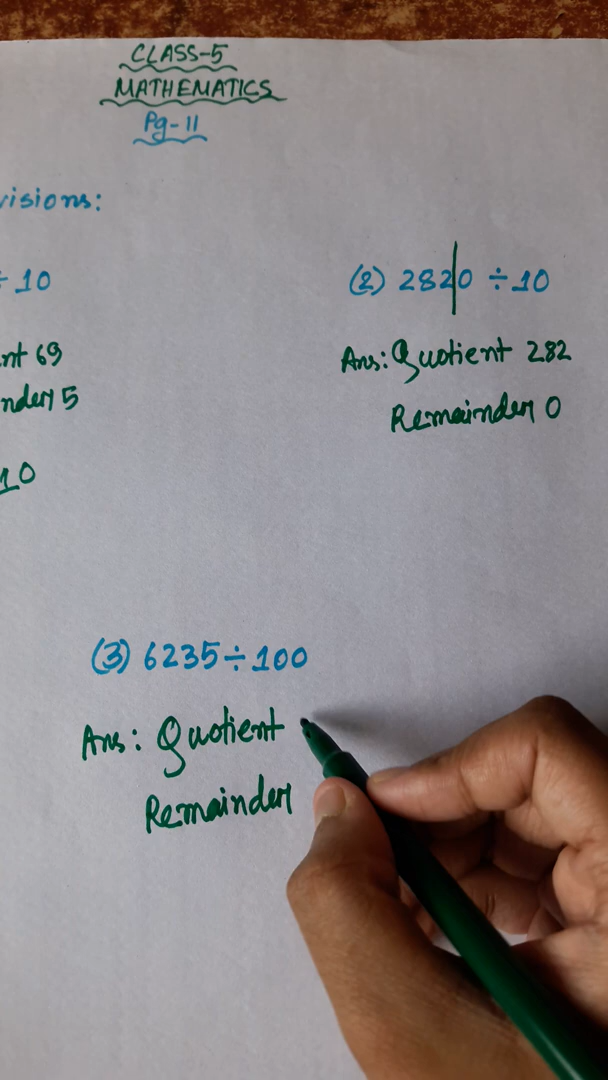 CLASS-5
MATHEMATICS
Pg-11
visions:
÷ 10
(2) 2820 ÷ 10
nt 69
Ans: Quotient 282
nder 5
Remainder 0
10
(3) 6235 ÷ 100
Ans: Quotient
Remainder